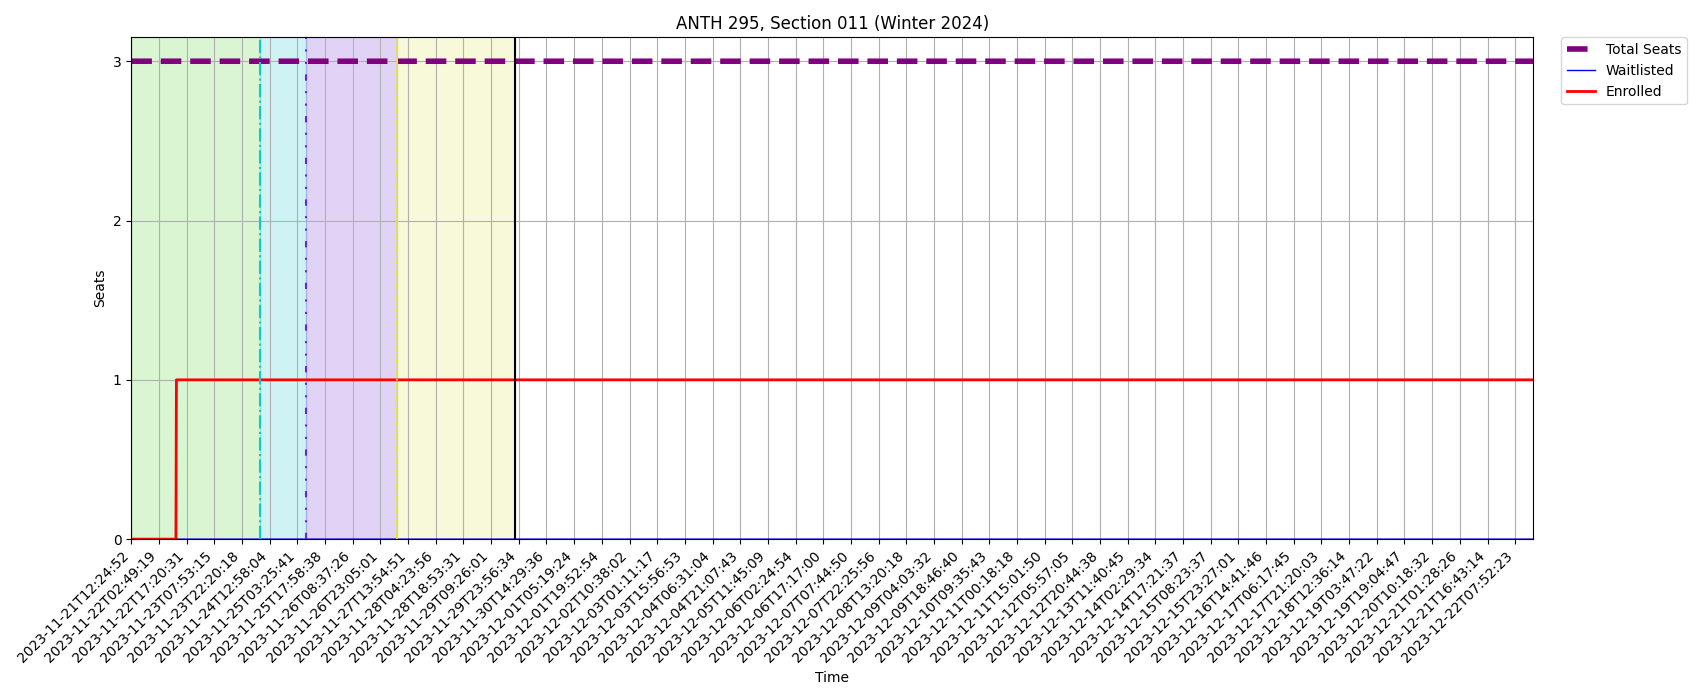 ANTH 295, Section 011 (Winter 2024)
Total Seats
Waitlisted
Enrolled
Seats
3
2
1
0
2023-11-21T12:24:52
2023-11-22T02:49:19
2023-11-22T17:20:31
2023-11-23T07:53:15
2023-11-23T22:20:18
2023-11-24T12:58:04
2023-11-25T03:25:41
2023-11-25T17:58:38
2023-11-26T08:37:26
2023-11-26T23:05:01
2023-11-27T13:54:51
2023-11-28T04:23:56
2023-11-28T18:53:31
2023-11-29T09:26:01
2023-11-29T23:56:34
2023-11-30T14:29:36
2023-12-01T05:19:24
2023-12-01T19:52:54
2023-12-02T10:38:02
2023-12-03T01:11:17
2023-12-03T15:56:53
2023-12-04T06:31:04
2023-12-04T21:07:43
2023-12-05T11:45:09
2023-12-06T02:24:54
2023-12-06T17:17:00
2023-12-07T07:44:50
2023-12-07T22:25:56
2023-12-08T13:20:18
2023-12-09T04:03:32
2023-12-09T18:46:40
2023-12-10T09:35:43
2023-12-11T00:18:18
2023-12-11T15:01:50
2023-12-12T05:57:05
2023-12-12T20:44:38
2023-12-13T11:40:45
2023-12-14T02:29:34
2023-12-14T17:21:37
2023-12-15T08:23:37
2023-12-15T23:27:01
2023-12-16T14:41:46
2023-12-17T06:17:45
2023-12-17T21:20:03
2023-12-18T12:36:14
2023-12-19T03:47:22
2023-12-19T19:04:47
2023-12-20T10:18:32
2023-12-21T01:28:26
2023-12-21T16:43:14
2023-12-22T07:52:23
Time